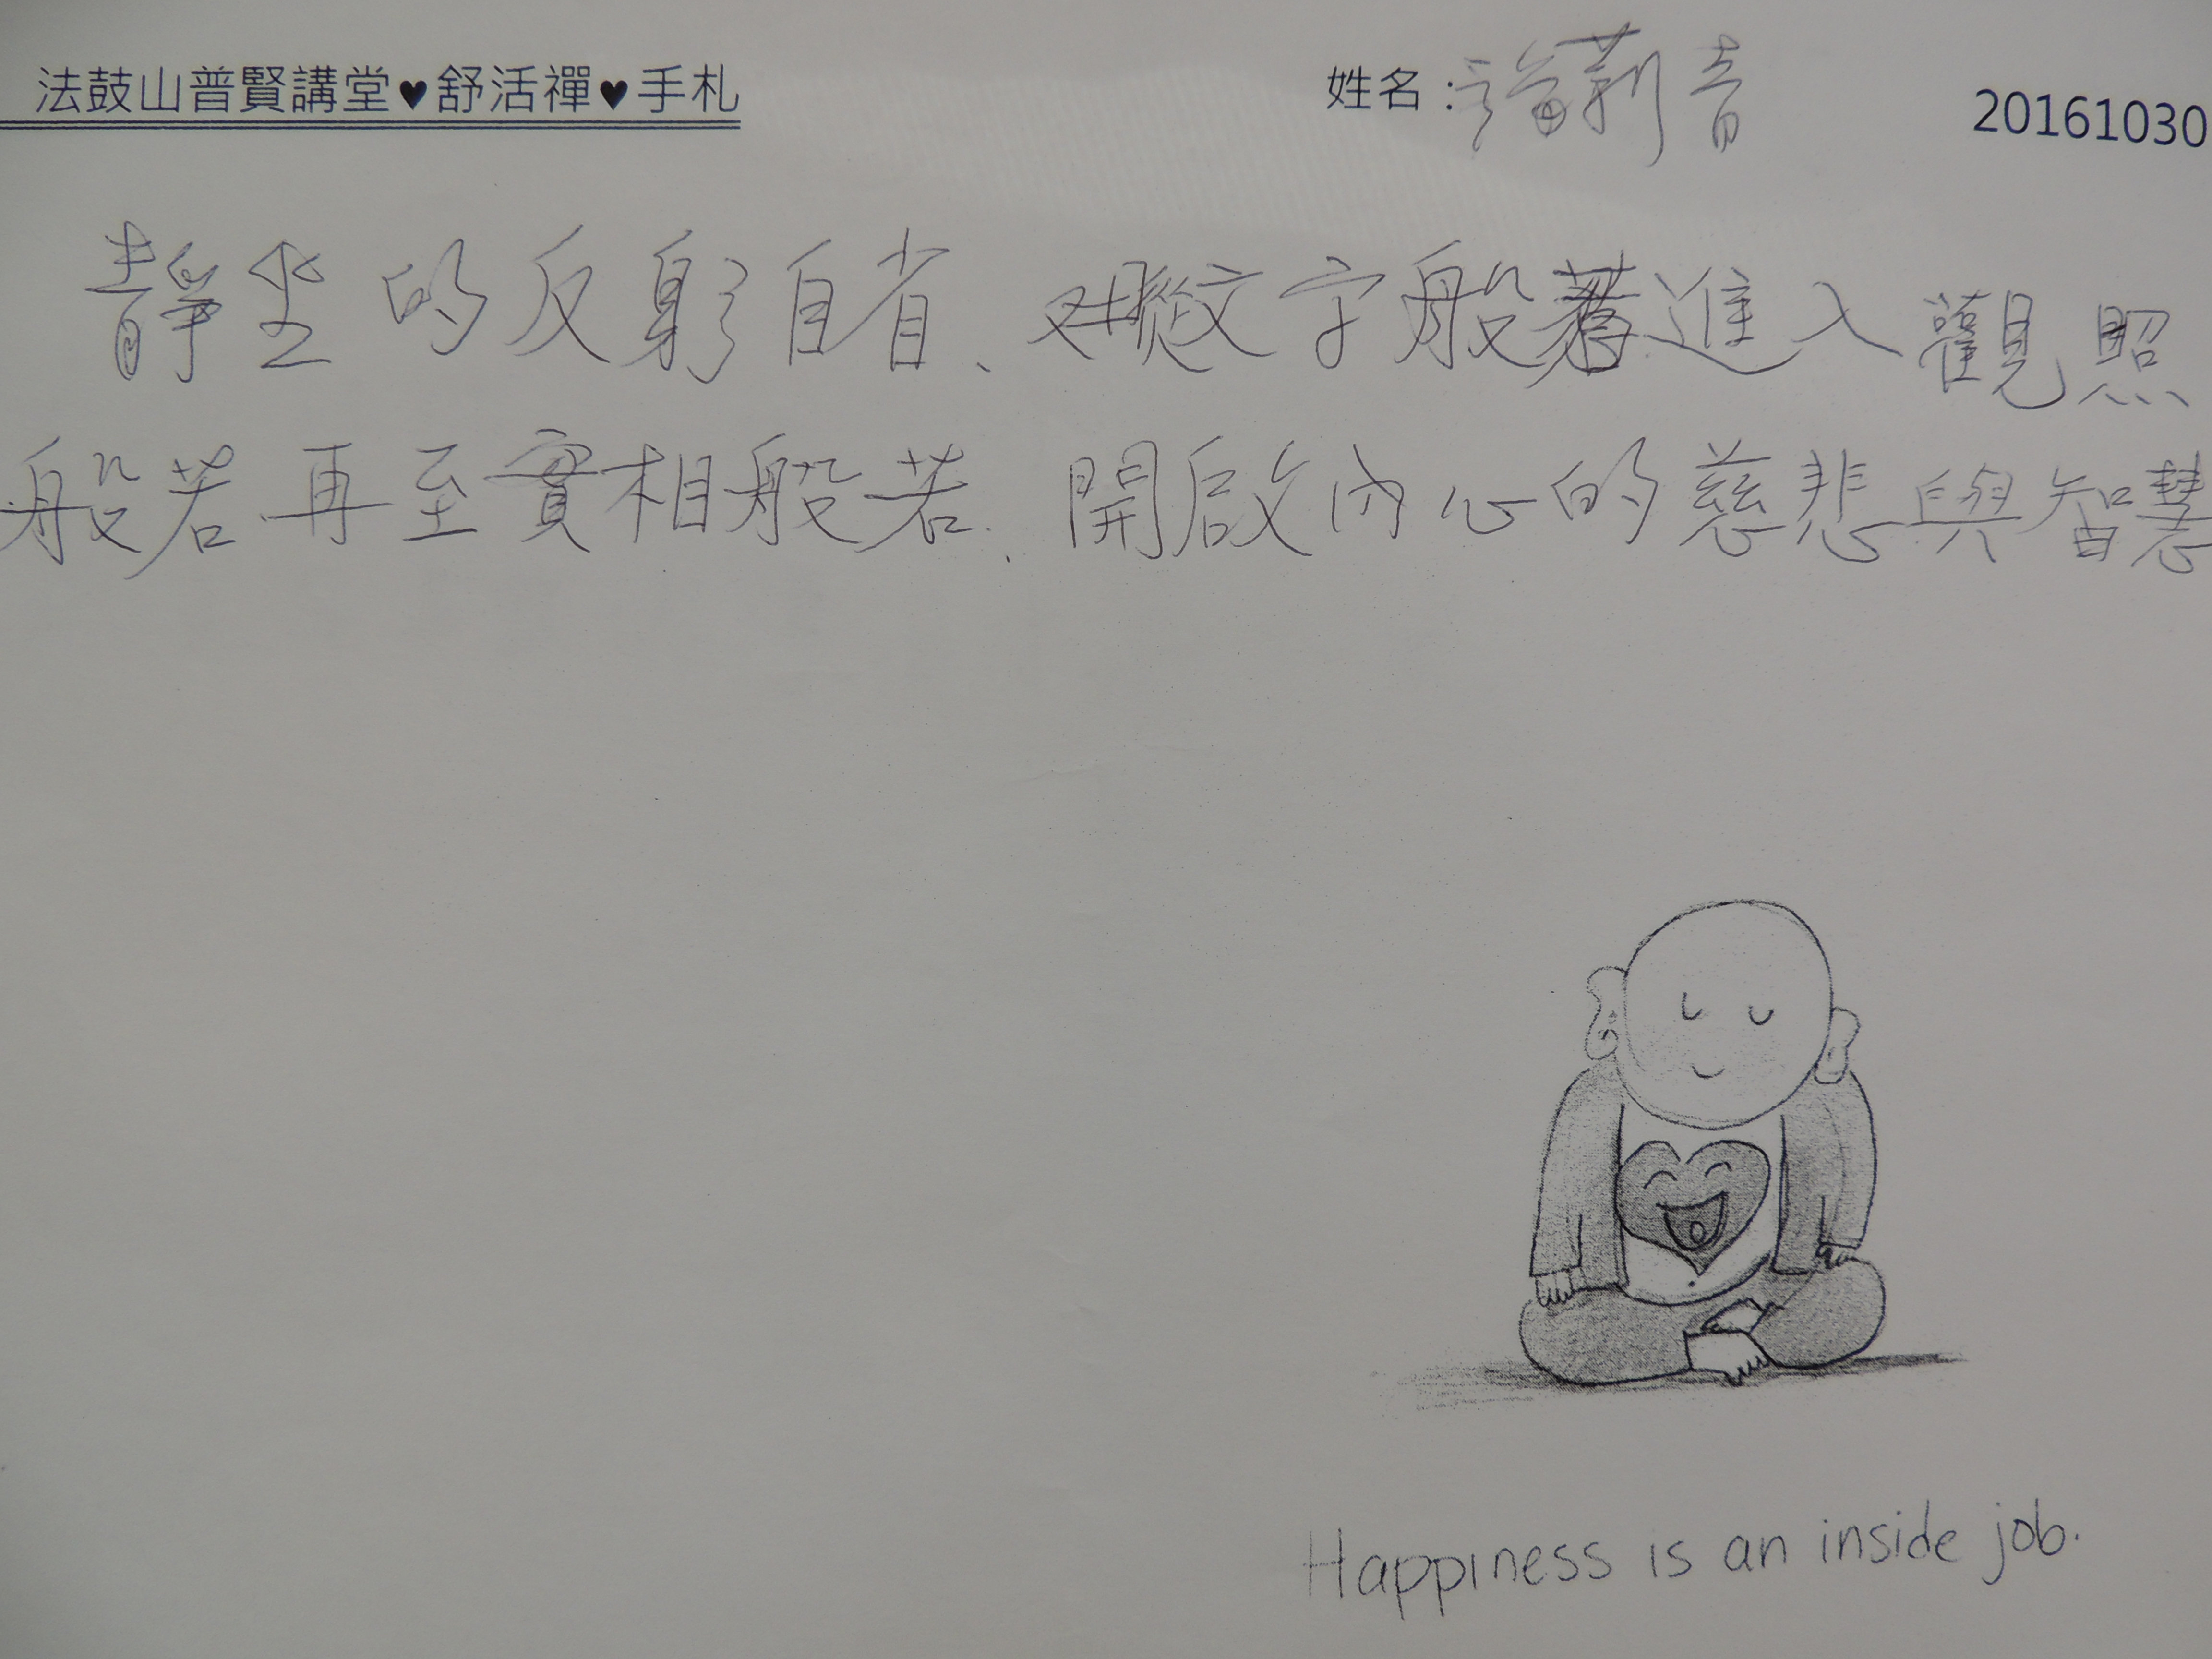 法鼓山普賢講堂♥舒活禪♥手札
姓名：莉音
20161030
靜坐的反躬自省、從文字般若進入觀照
般若再至實相般若、開啟內心的慈悲與智慧
Happiness is an inside job.